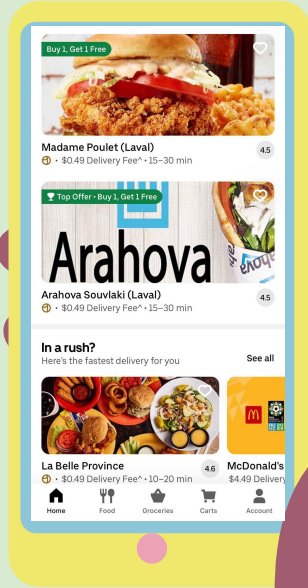 Buy 1, Get 1 Free
Madame Poulet (Laval)
4.5
• $0.49 Delivery Fee^ • 15–30 min
Top Offer • Buy 1, Get 1 Free
Arahova
Arahova Souvlaki (Laval)
4.5
• $0.49 Delivery Fee^ • 15–30 min
In a rush?
Here's the fastest delivery for you
See all
La Belle Province
4.6
• $0.49 Delivery Fee^ • 10–20 min
McDonald's
$4.49 Delivery
Home
Food
Groceries
Carts
Account